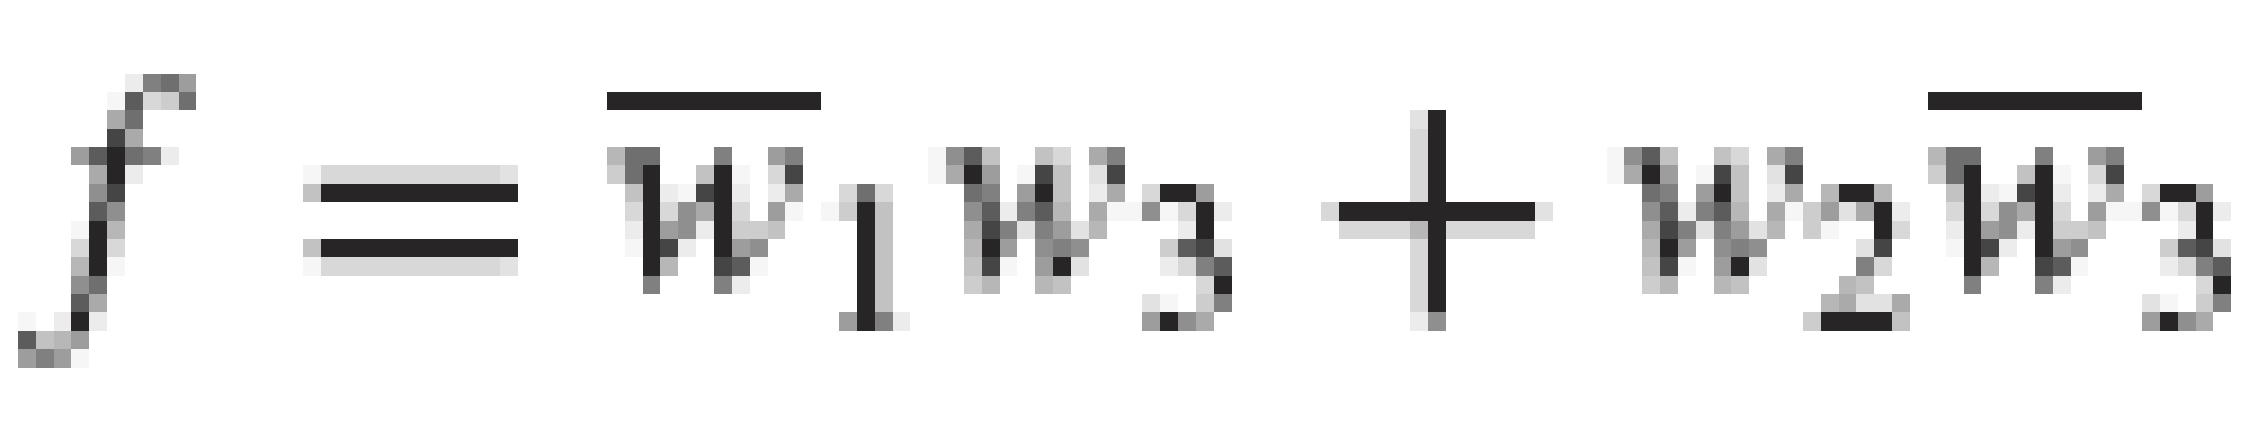 f = w̅₁w₃ + w₂w̅₃